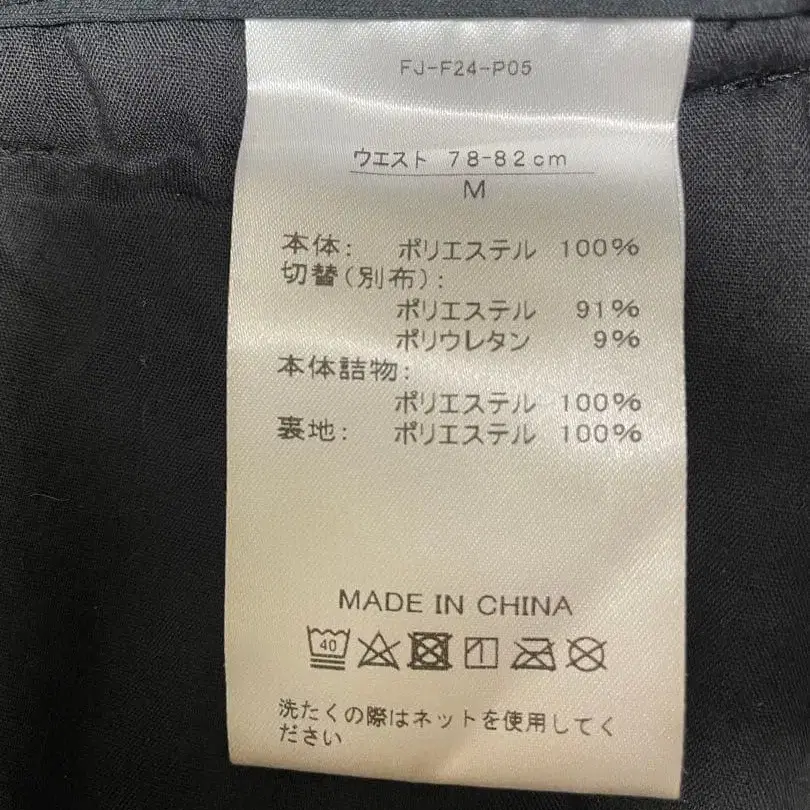 FJ-F24-P05
ウエスト 78-82cm
M
本体: ポリエステル 100%
切替(別布):
ポリエステル 91%
ポリウレタン 9%
本体詰物:
ポリエステル 100%
裏地: ポリエステル 100%
MADE IN CHINA
40
洗たくの際はネットを使用してく
ださい